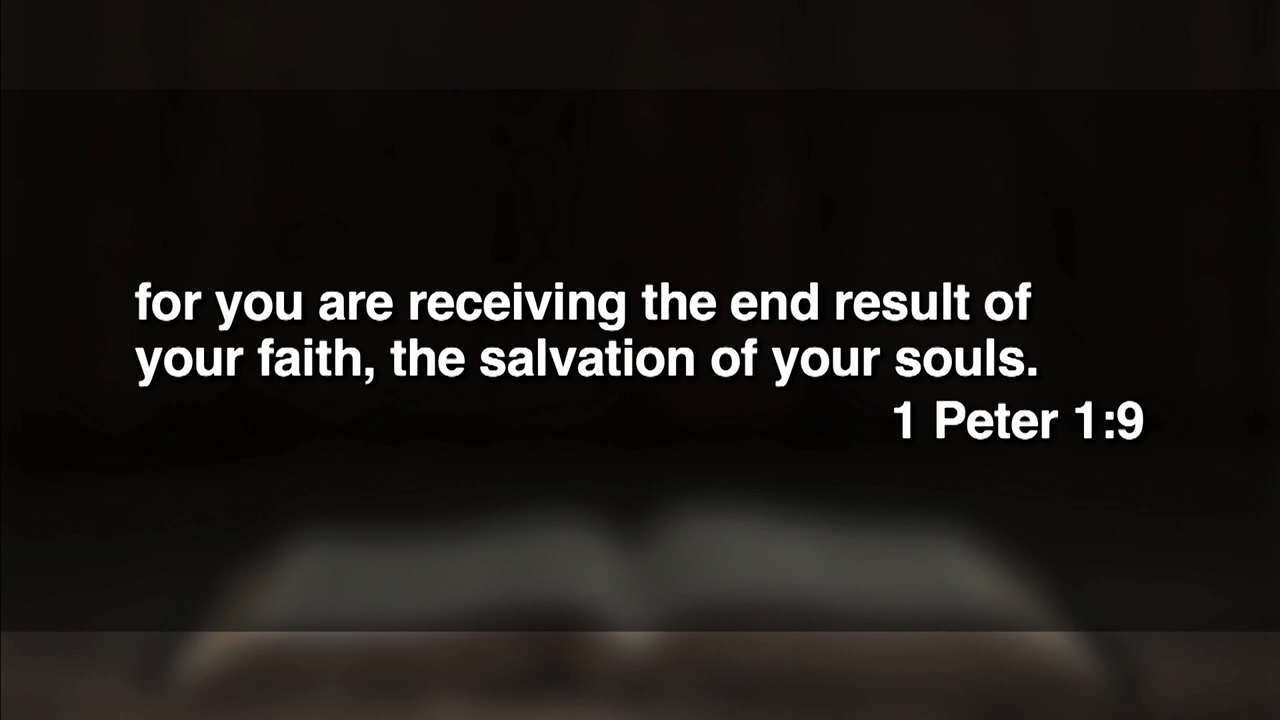 for you are receiving the end result of
your faith, the salvation of your souls.
1 Peter 1:9